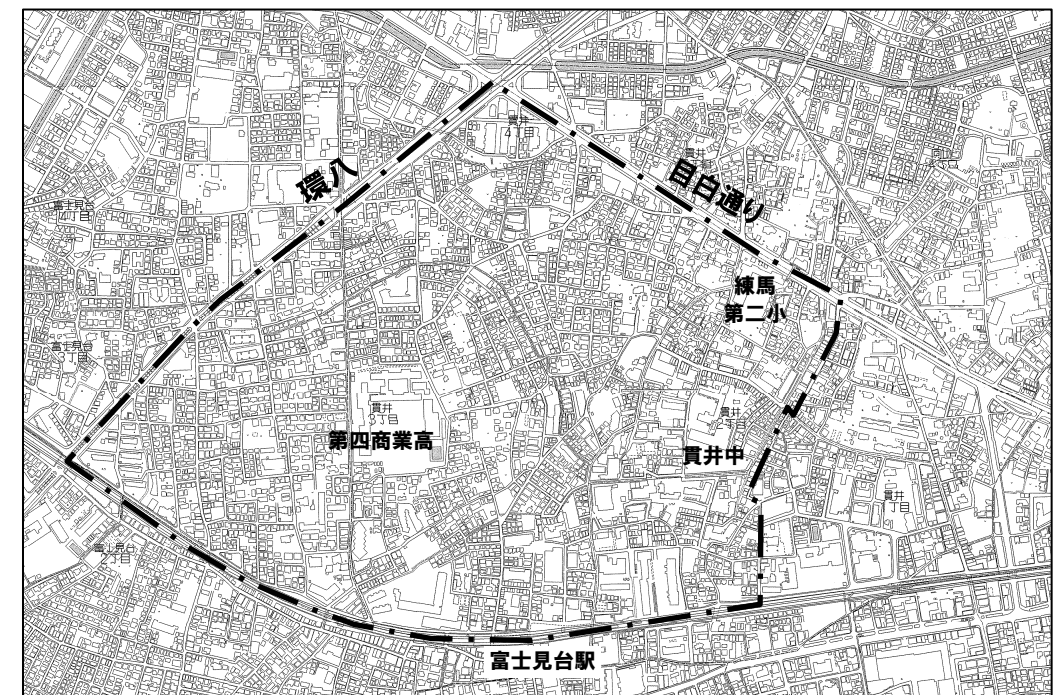 貫井
4丁目
環八
貫井
目白通り
富士見台
4丁目
練馬
第二小
富士見台
3丁目
貫井
3丁目
第四商業高
貫井
2丁目
貫井中
貫井
1丁目
富士見台
2丁目
富士見台駅